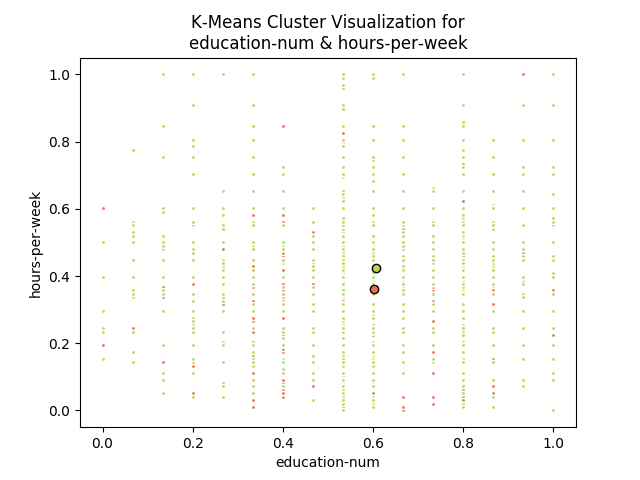 K-Means Cluster Visualization for
education-num & hours-per-week
hours-per-week
1.0
0.8
0.6
0.4
0.2
0.0
0.0 0.2 0.4 0.6 0.8 1.0
education-num